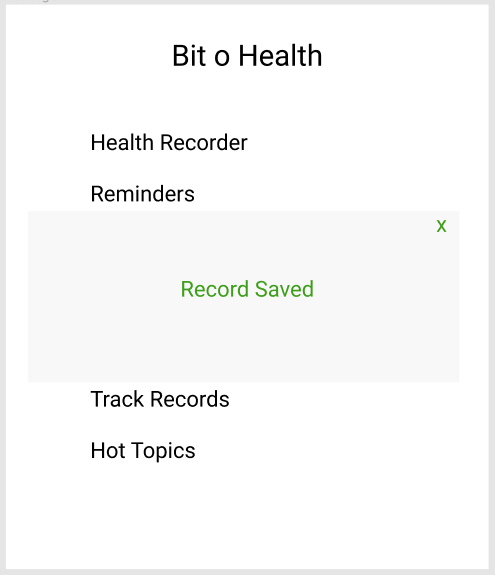 Bit o Health
Health Recorder
Reminders
x
Record Saved
Track Records
Hot Topics